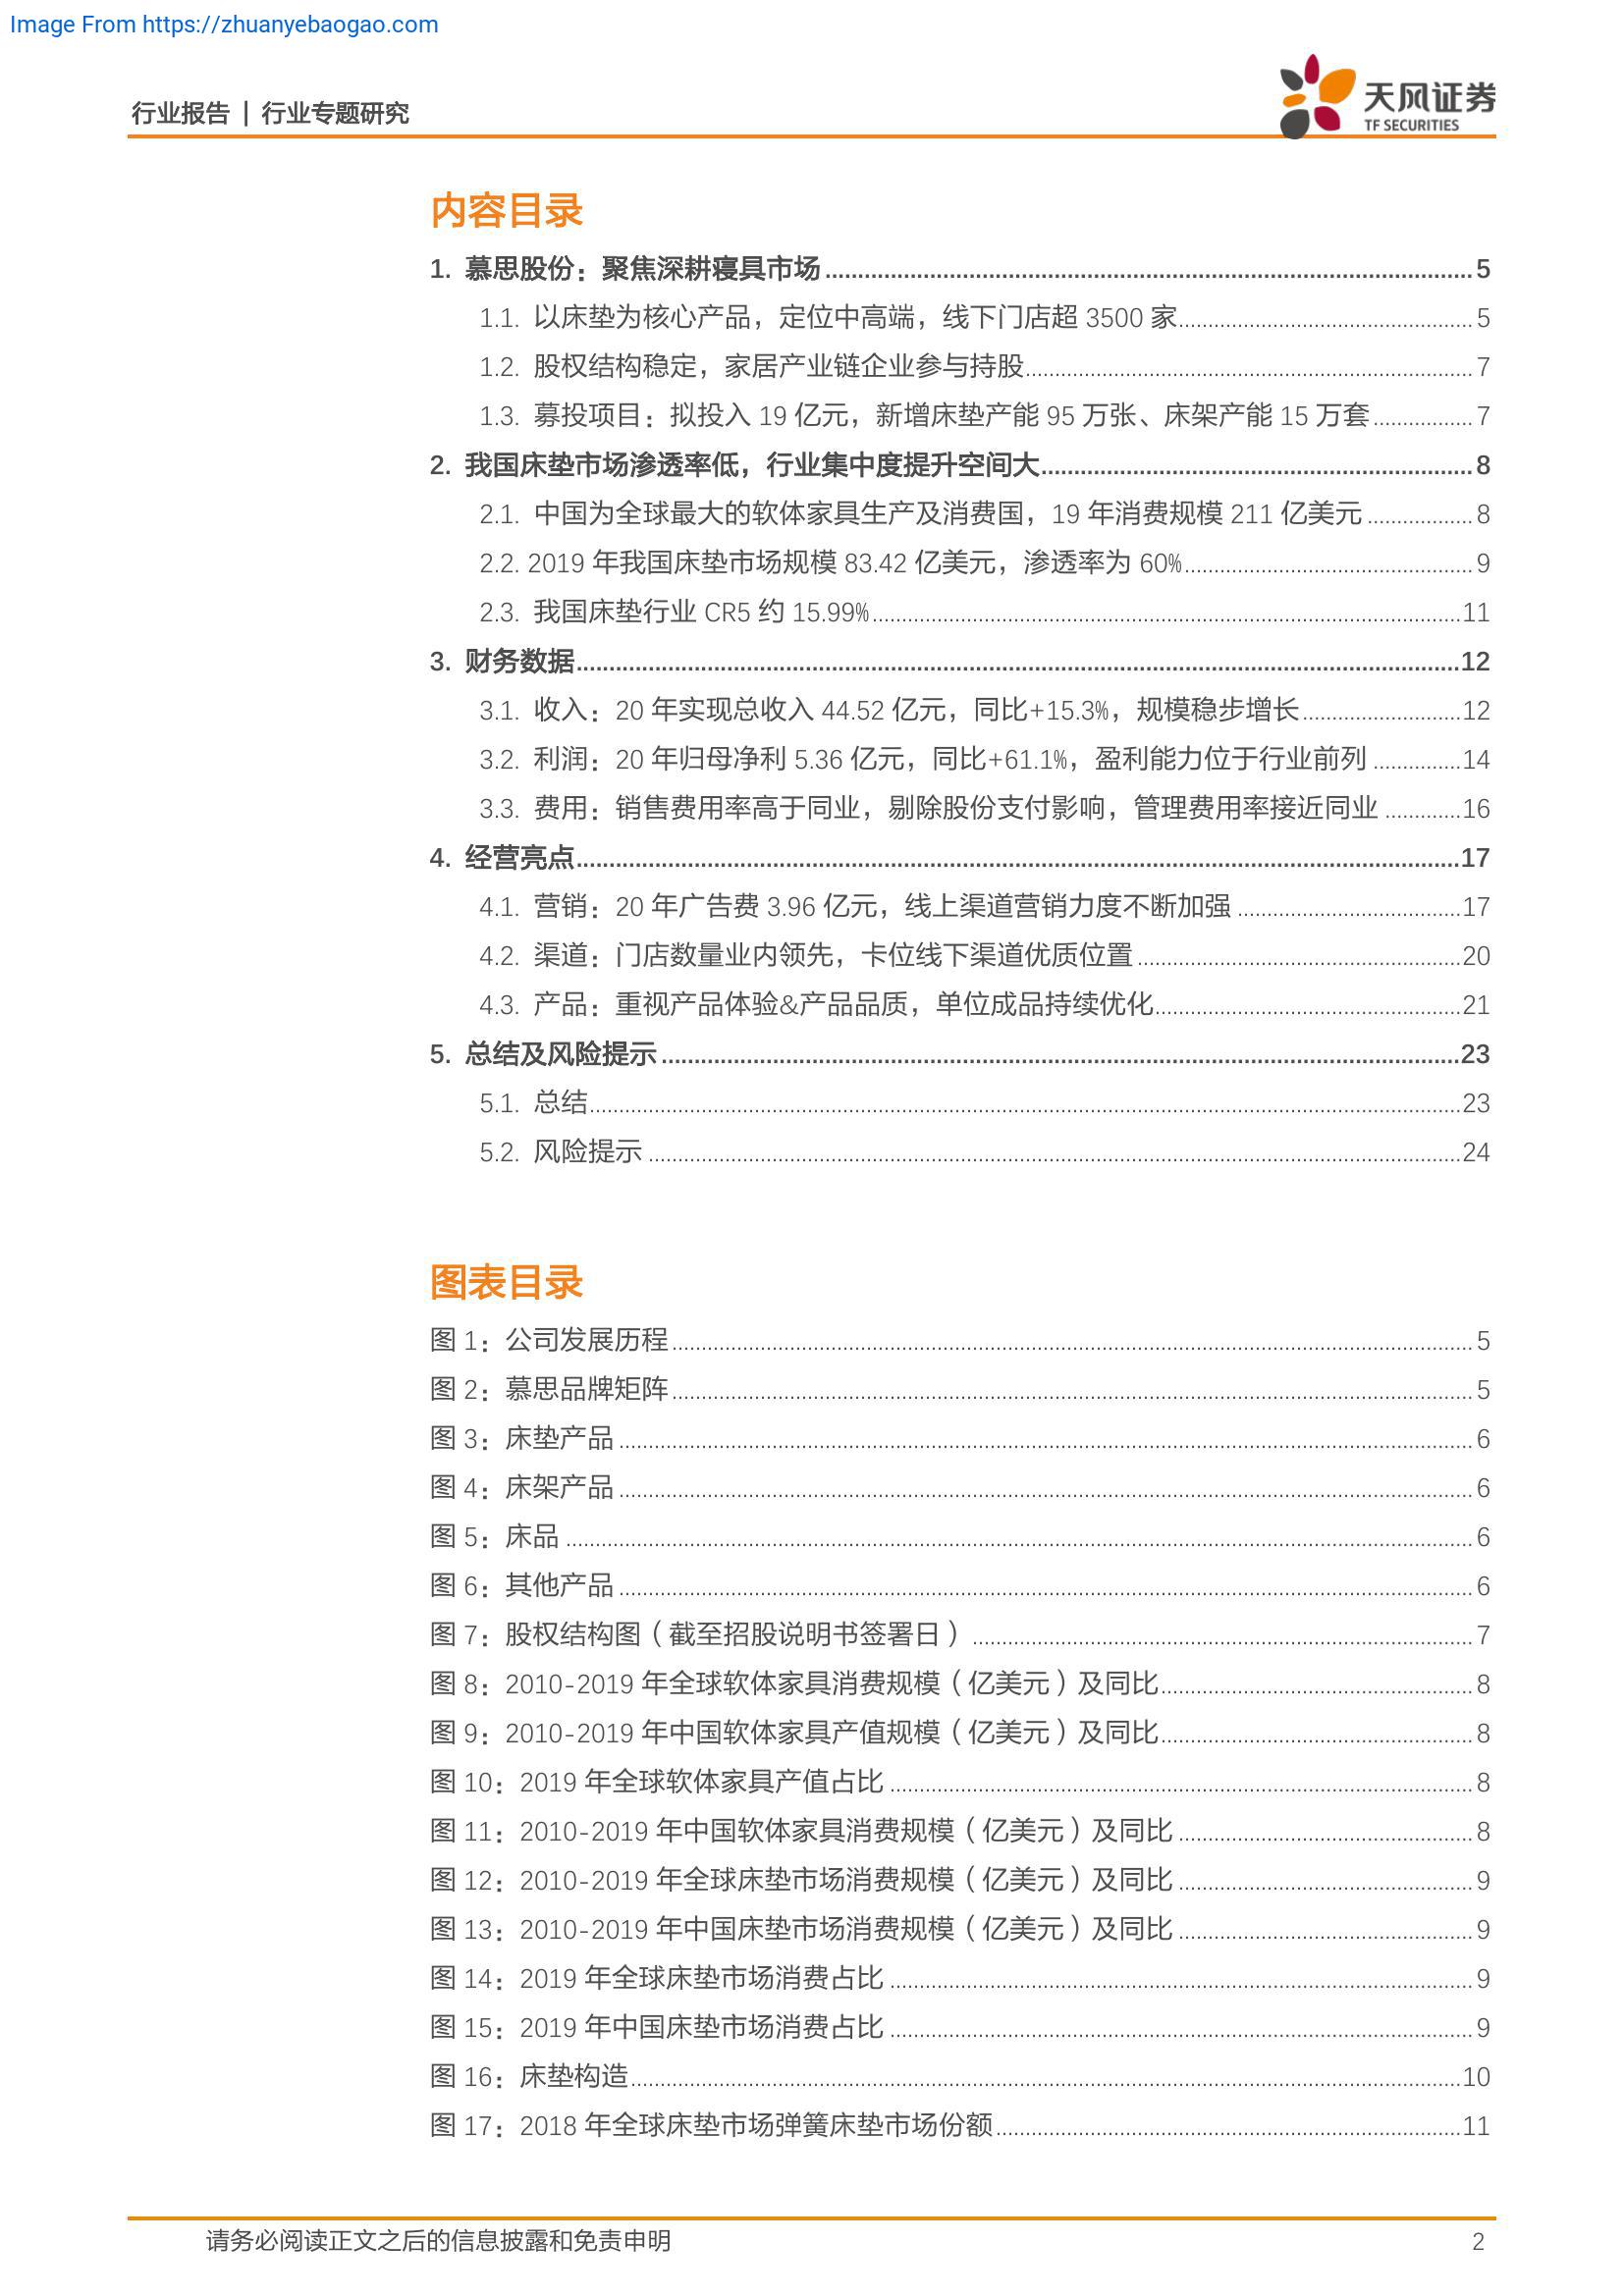 Image From https://zhuanyebaogao.com
行业报告 | 行业专题研究
天风证券
TF SECURITIES
内容目录
1. 慕思股份：聚焦深耕寝具市场 5
1.1. 以床垫为核心产品，定位中高端，线下门店超 3500 家 5
1.2. 股权结构稳定，家居产业链企业参与持股 7
1.3. 募投项目：拟投入 19 亿元，新增床垫产能 95 万张、床架产能 15 万套 7
2. 我国床垫市场渗透率低，行业集中度提升空间大 8
2.1. 中国为全球最大的软体家具生产及消费国，19 年消费规模 211 亿美元 8
2.2. 2019 年我国床垫市场规模 83.42 亿美元，渗透率为 60% 9
2.3. 我国床垫行业 CR5 约 15.99% 11
3. 财务数据 12
3.1. 收入：20 年实现总收入 44.52 亿元，同比+15.3%，规模稳步增长 12
3.2. 利润：20 年归母净利 5.36 亿元，同比+61.1%，盈利能力位于行业前列 14
3.3. 费用：销售费用率高于同业，剔除股份支付影响，管理费用率接近同业 16
4. 经营亮点 17
4.1. 营销：20 年广告费 3.96 亿元，线上渠道营销力度不断加强 17
4.2. 渠道：门店数量业内领先，卡位线下渠道优质位置 20
4.3. 产品：重视产品体验&产品品质，单位成品持续优化 21
5. 总结及风险提示 23
5.1. 总结 23
5.2. 风险提示 24
图表目录
图 1：公司发展历程 5
图 2：慕思品牌矩阵 5
图 3：床垫产品 6
图 4：床架产品 6
图 5：床品 6
图 6：其他产品 6
图 7：股权结构图（截至招股说明书签署日） 7
图 8：2010-2019 年全球软体家具消费规模（亿美元）及同比 8
图 9：2010-2019 年中国软体家具产值规模（亿美元）及同比 8
图 10：2019 年全球软体家具产值占比 8
图 11：2010-2019 年中国软体家具消费规模（亿美元）及同比 8
图 12：2010-2019 年全球床垫市场消费规模（亿美元）及同比 9
图 13：2010-2019 年中国床垫市场消费规模（亿美元）及同比 9
图 14：2019 年全球床垫市场消费占比 9
图 15：2019 年中国床垫市场消费占比 9
图 16：床垫构造 10
图 17：2018 年全球床垫市场弹簧床垫市场份额 11
请务必阅读正文之后的信息披露和免责申明 2